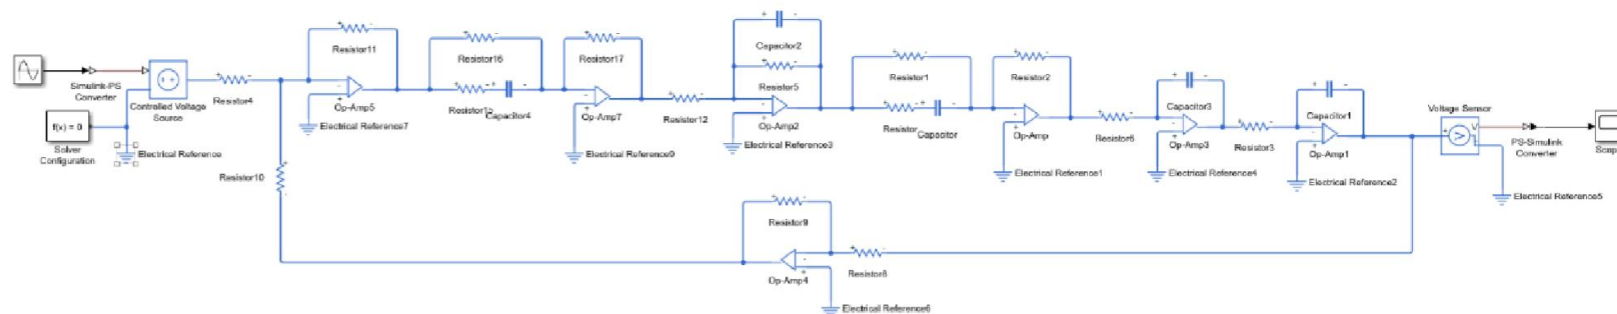 Simulink-PS
Converter
f(x) = 0
Solver
Configuration
Controlled Voltage
Source
Electrical Reference
Resistor4
Resistor10
Resistor11
Op-Amp5
Electrical Reference7
Resistor16
Resistor15
Capacitor4
Resistor17
Op-Amp7
Electrical Reference9
Resistor12
Capacitor2
Resistor5
Op-Amp2
Electrical Reference3
Resistor1
Resistor
Capacitor
Resistor2
Op-Amp
Electrical Reference1
Resistor6
Capacitor3
Op-Amp3
Electrical Reference4
Resistor3
Capacitor1
Op-Amp1
Electrical Reference2
Voltage Sensor
V
Electrical Reference5
PS-Simulink
Converter
Scop
Resistor9
Op-Amp4
Resistor8
Electrical Reference6